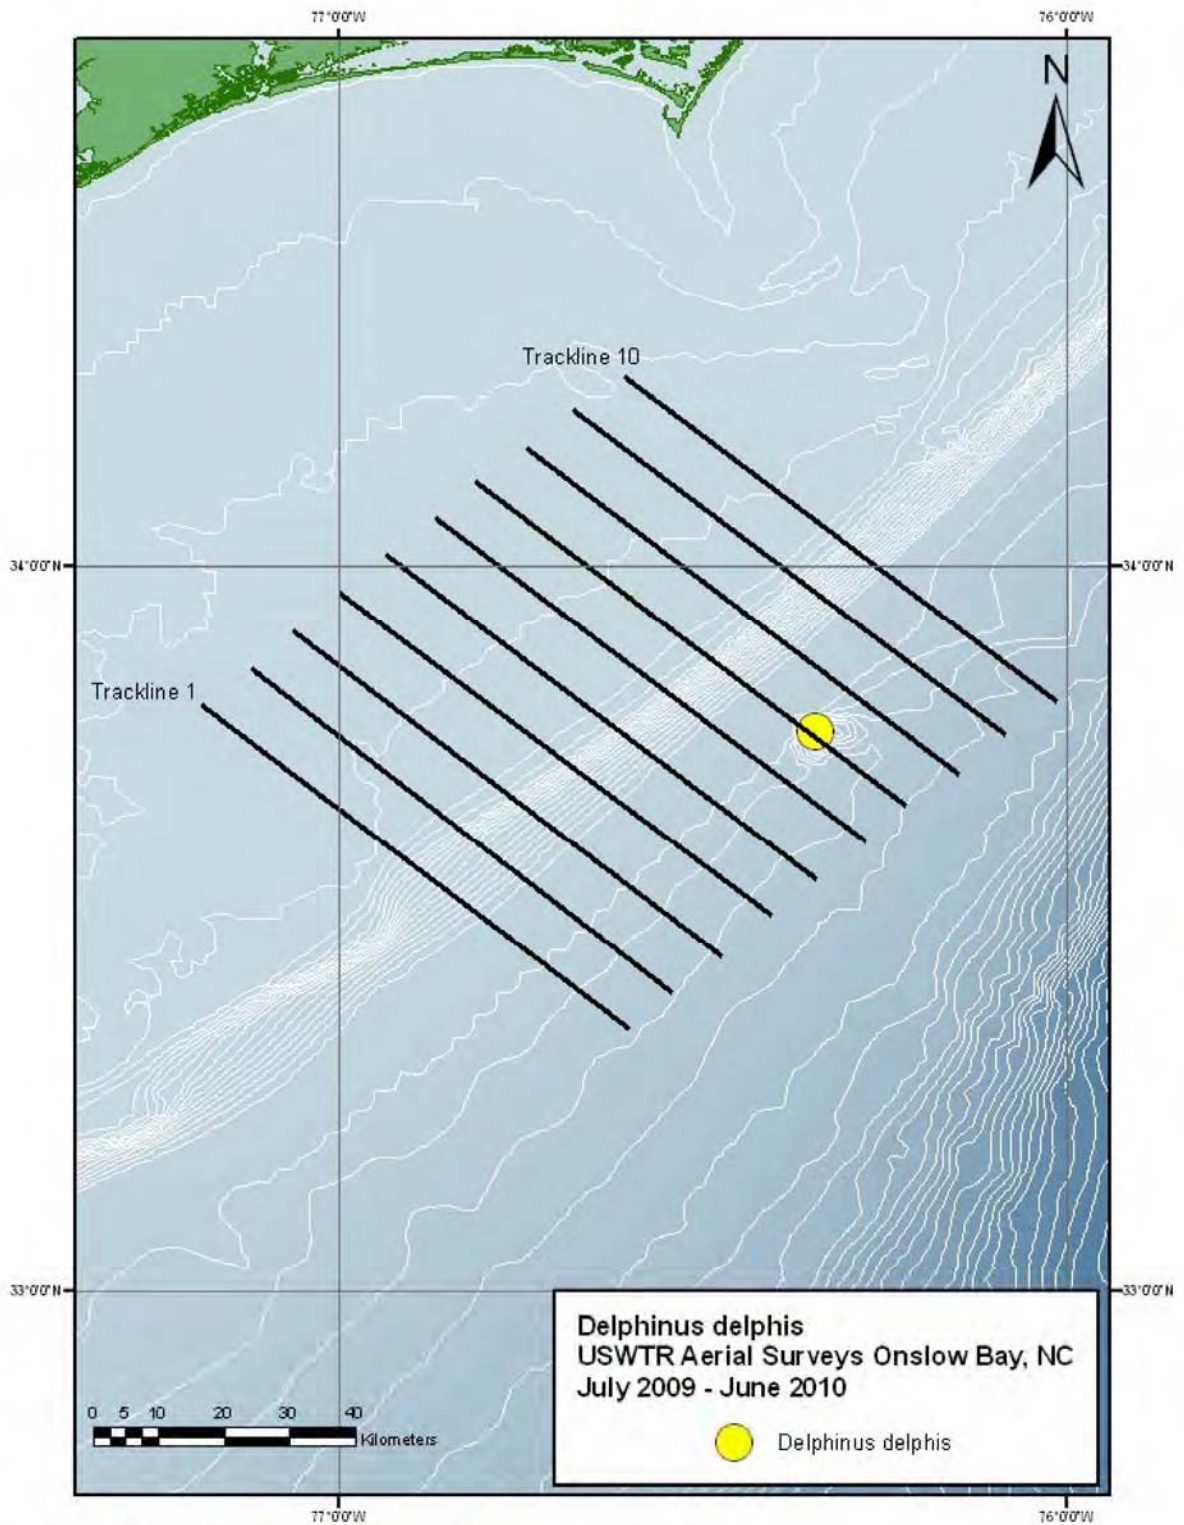 77°0'0"W 76°0'0"W
N
Trackline 10
34°0'0"N 34°0'0"N
Trackline 1
33°0'0"N 33°0'0"N
Delphinus delphis
USWTR Aerial Surveys Onslow Bay, NC
July 2009 - June 2010
Delphinus delphis
0 5 10 20 30 40
Kilometers
77°0'0"W 76°0'0"W